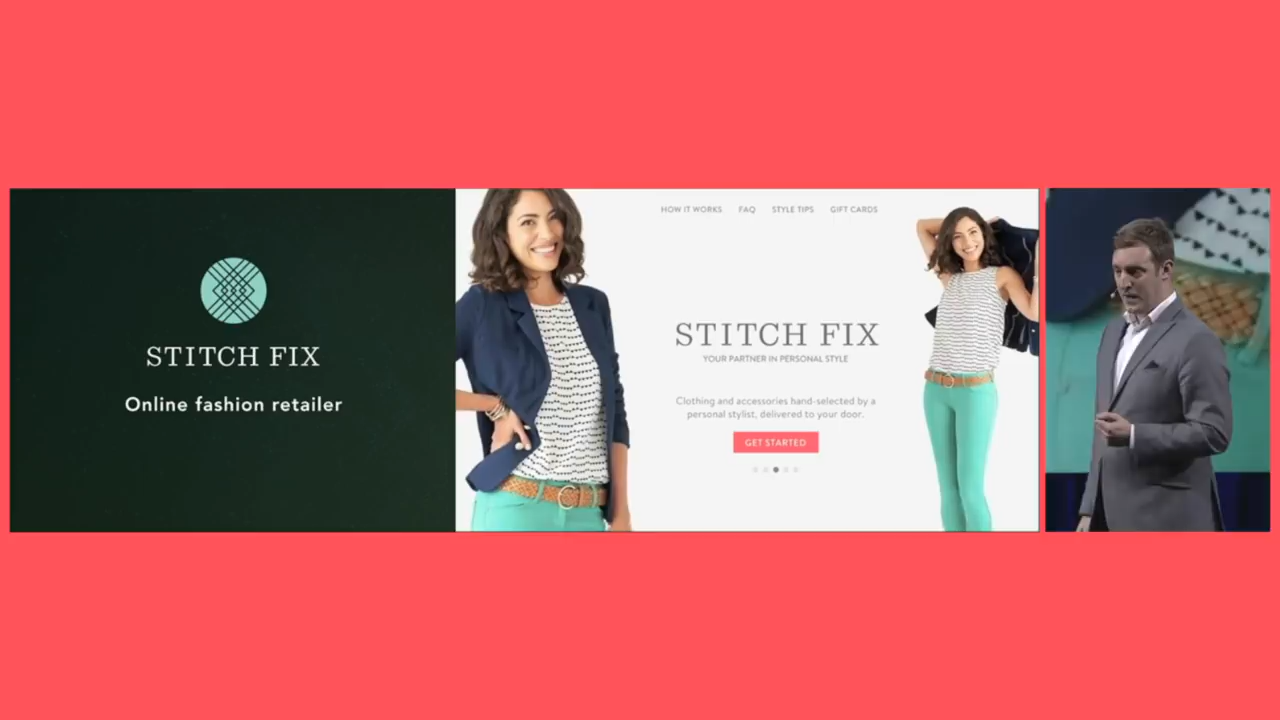 STITCH FIX
Online fashion retailer
HOW IT WORKS FAQ STYLE TIPS GIFT CARDS
STITCH FIX
YOUR PARTNER IN PERSONAL STYLE
Clothing and accessories hand-selected by a
personal stylist, delivered to your door.
GET STARTED